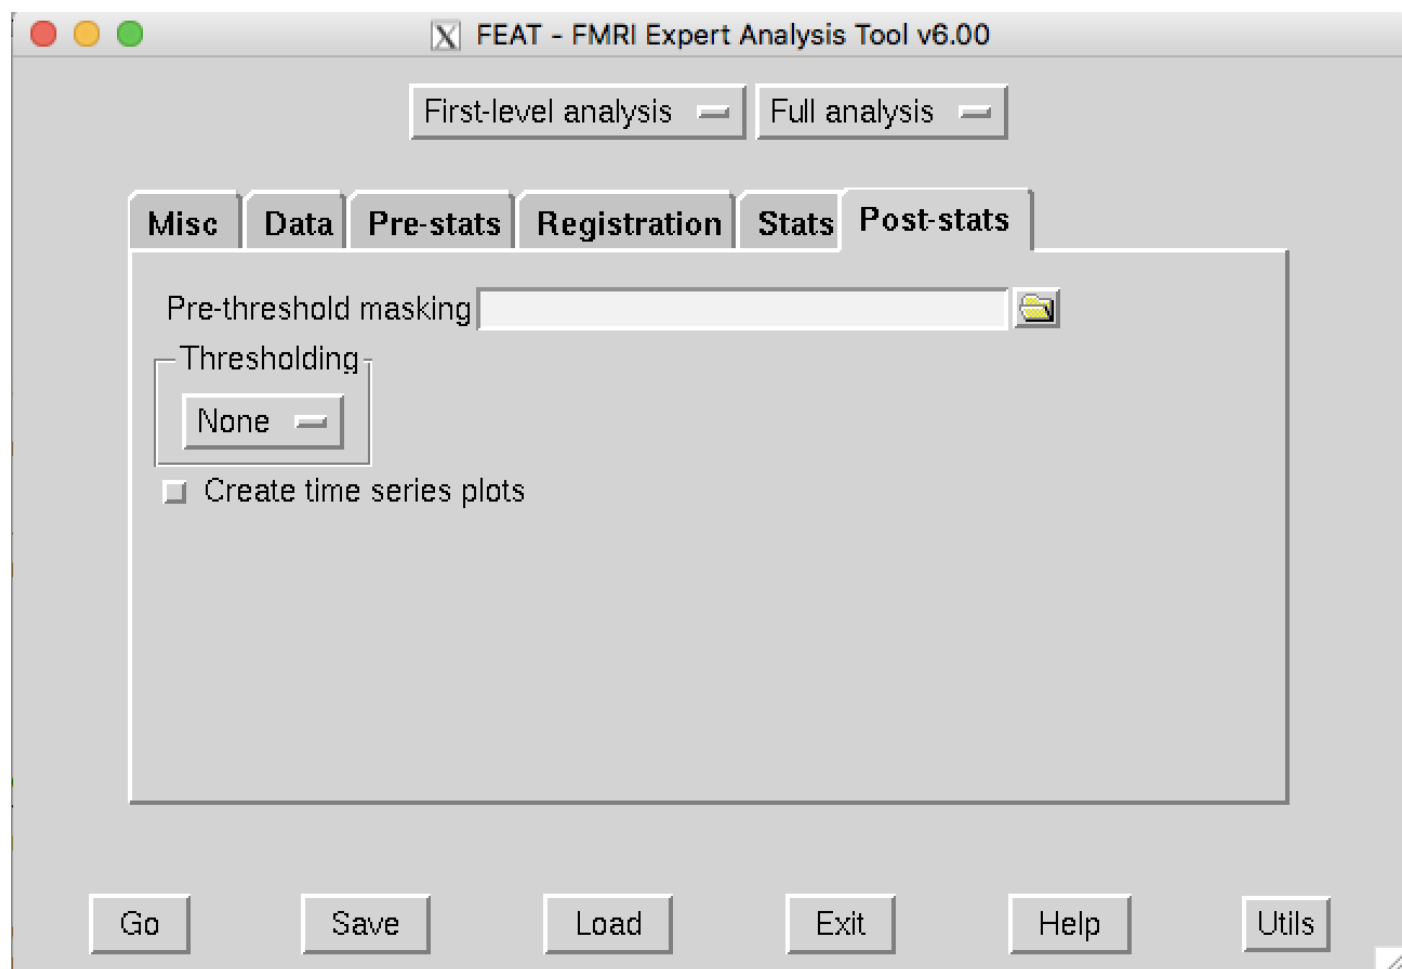 FEAT - FMRI Expert Analysis Tool v6.00
First-level analysis Full analysis
Misc Data Pre-stats Registration Stats Post-stats
Pre-threshold masking
Thresholding
None
Create time series plots
Go Save Load Exit Help Utils